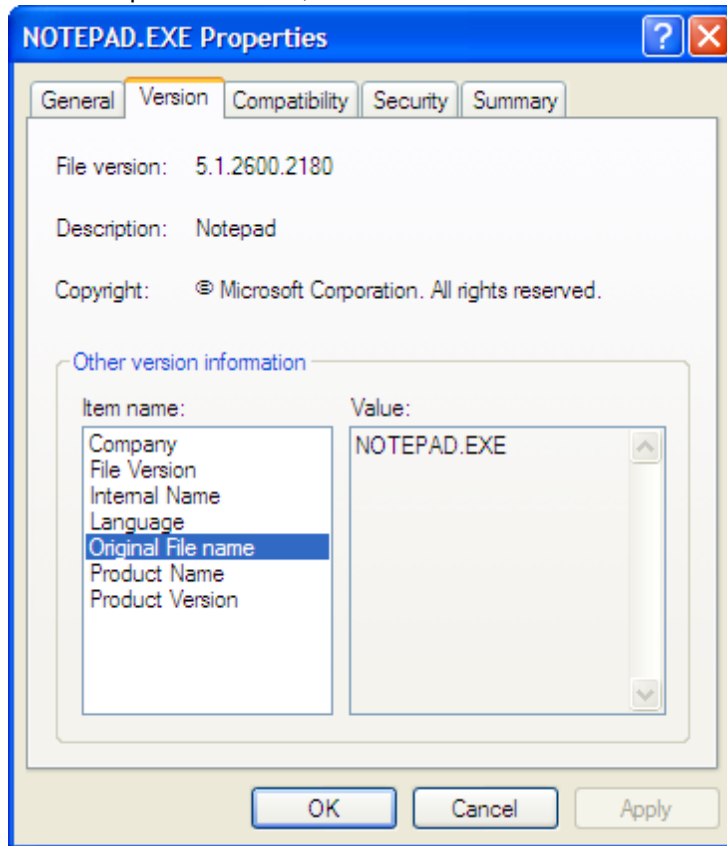 NOTEPAD.EXE Properties
General Version Compatibility Security Summary
File version: 5.1.2600.2180
Description: Notepad
Copyright: © Microsoft Corporation. All rights reserved.
Other version information
Item name: Value:
Company NOTEPAD.EXE
File Version
Internal Name
Language
Original File name
Product Name
Product Version
OK Cancel Apply